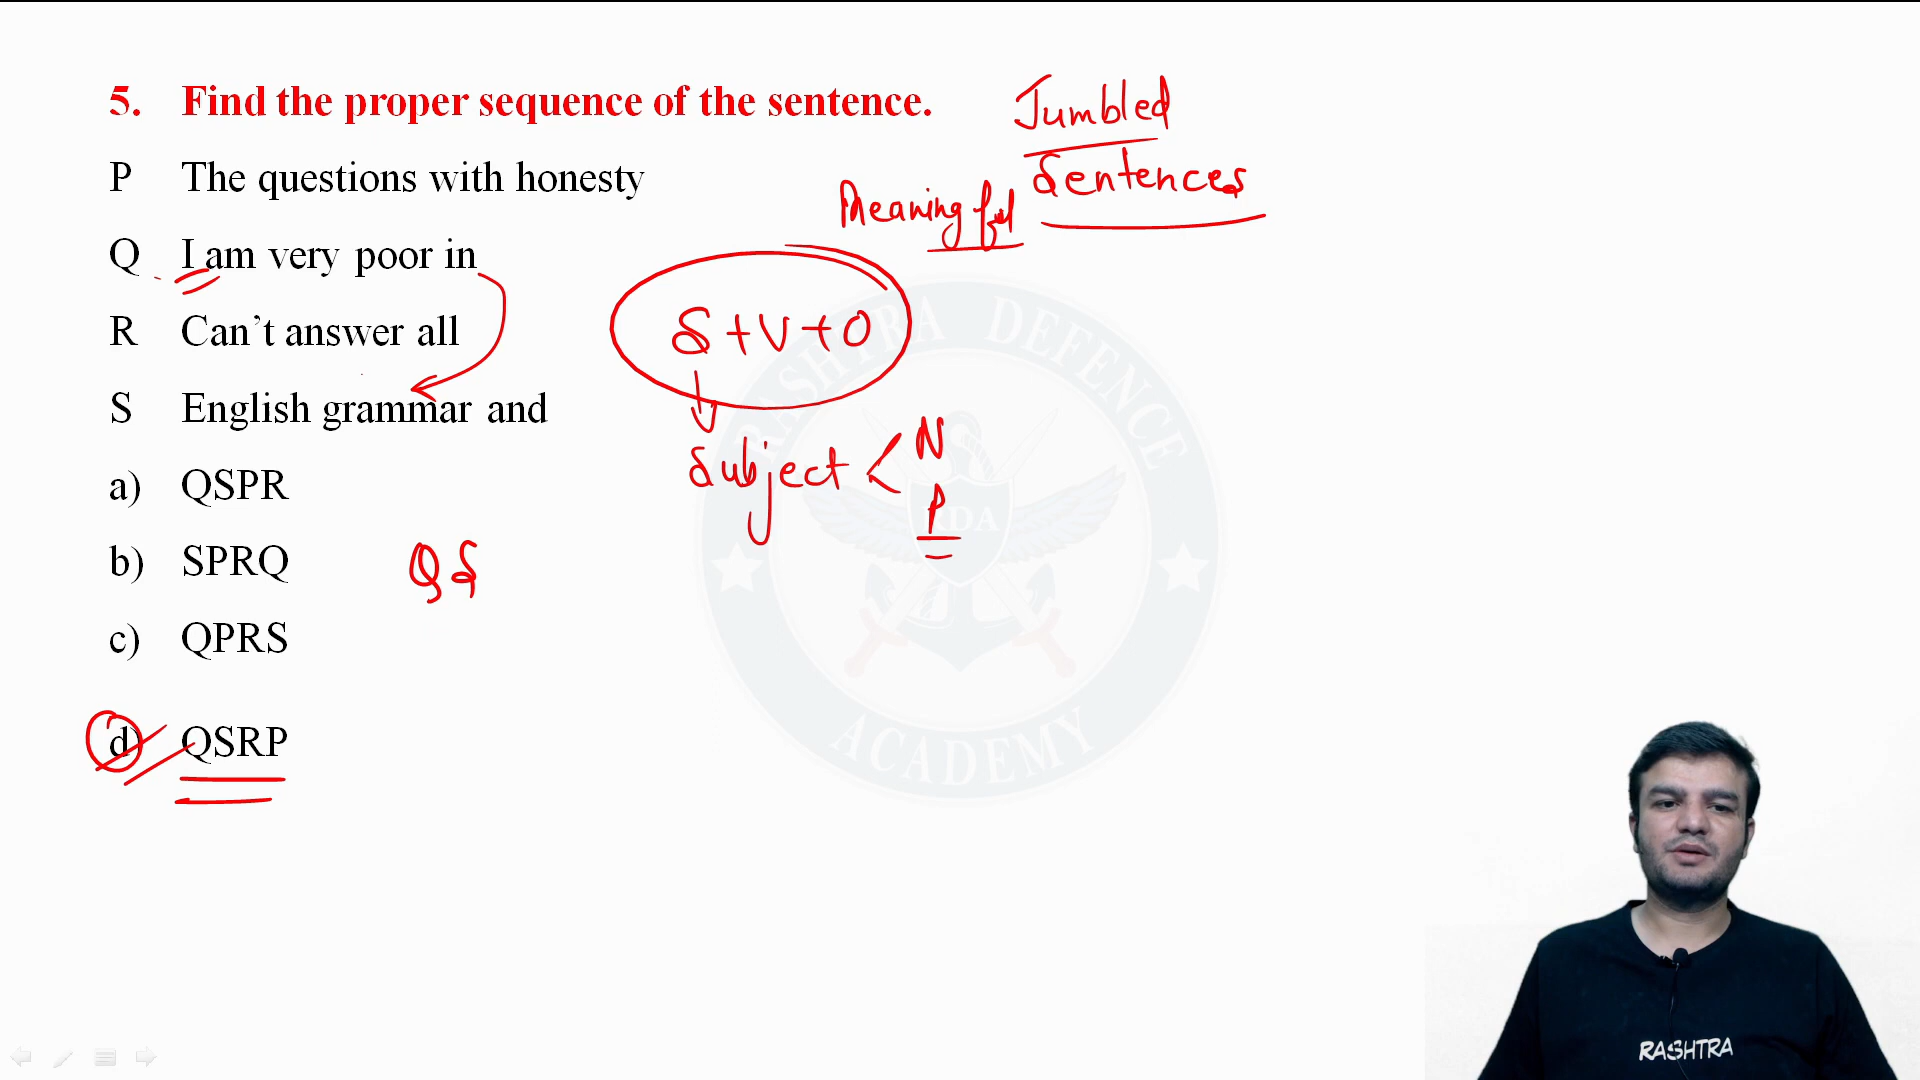 5. Find the proper sequence of the sentence.
Jumbled
Sentences
P The questions with honesty
Meaningful
Q I am very poor in
R Can't answer all
S+V+O
S English grammar and
Subject < N
P
a) QSPR
b) SPRQ
QS
c) QPRS
d) QSRP
RASHTRA DEFENCE
RDA
ACADEMY
RASHTRA